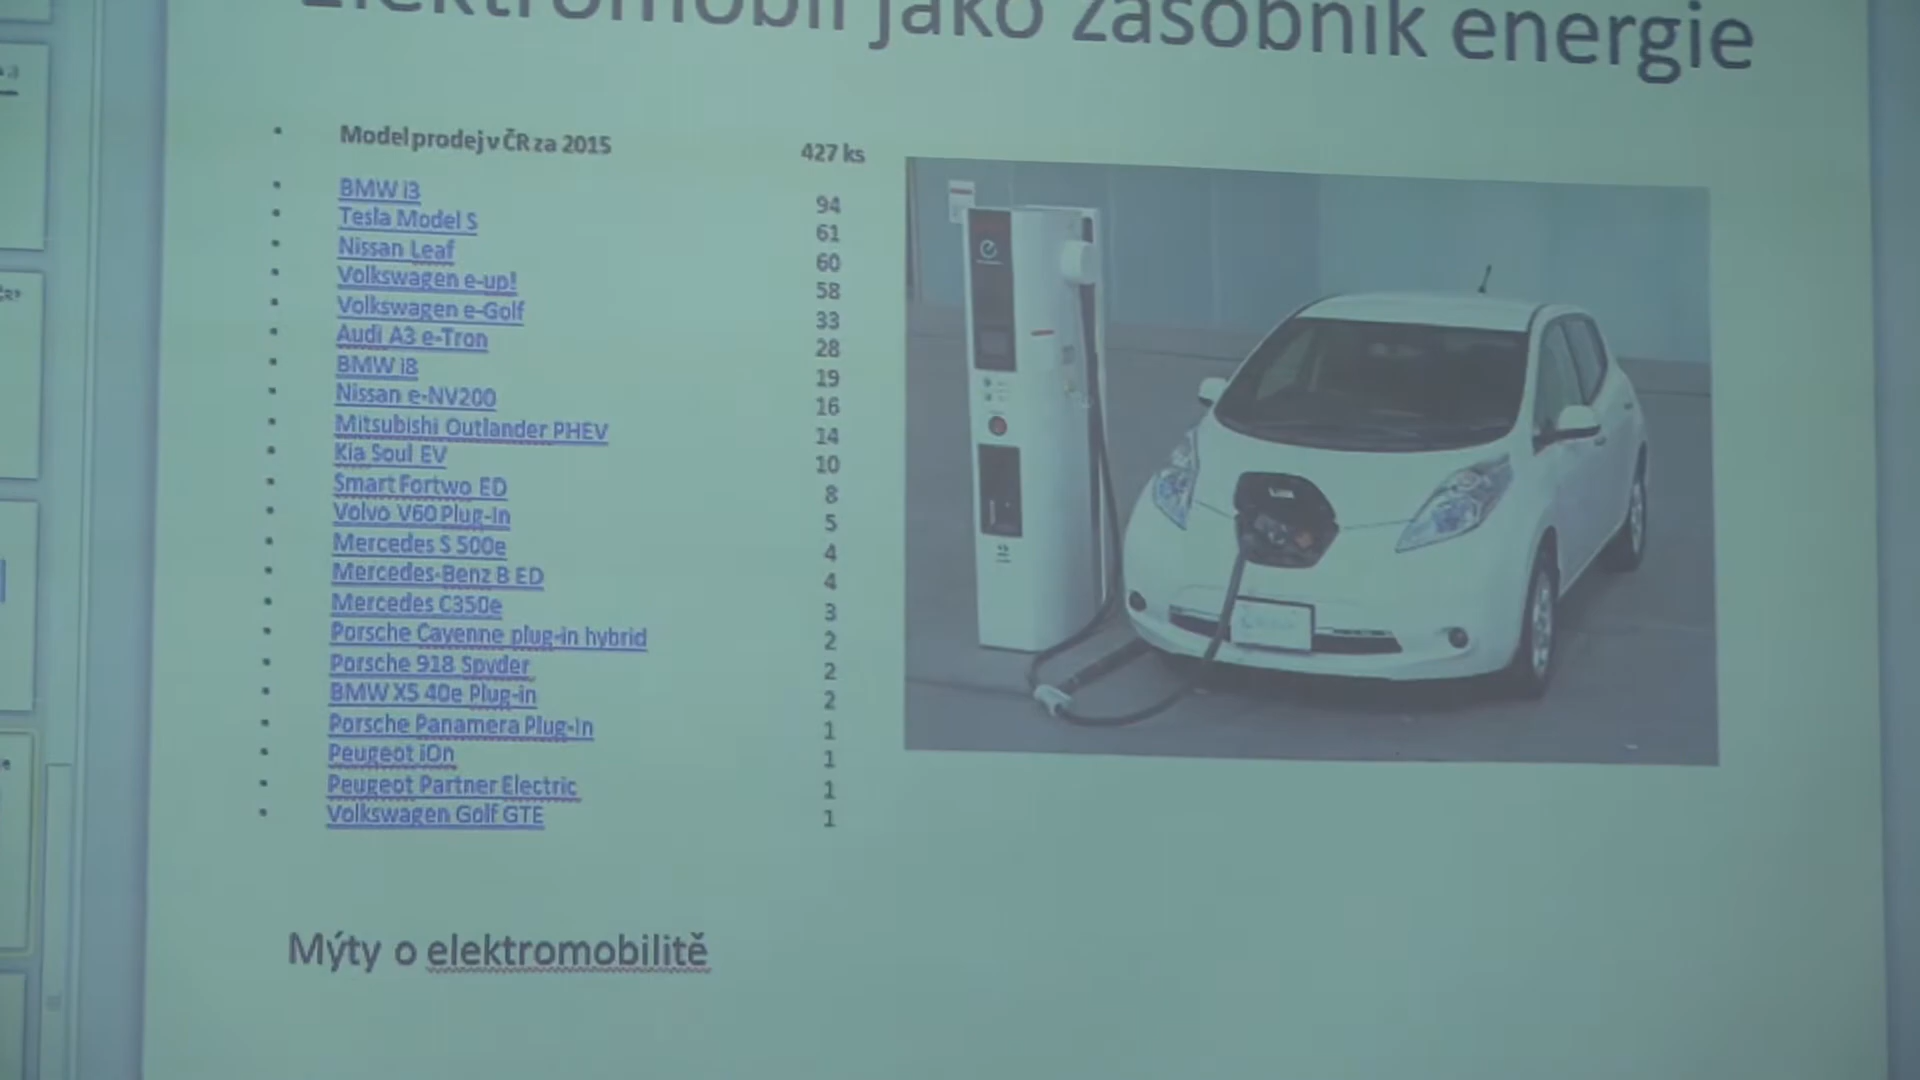 Elektromobil jako zásobník energie
• Model prodej v ČR za 2015 427 ks
• BMW i3 94
• Tesla Model S 61
• Nissan Leaf 60
• Volkswagen e-up! 58
• Volkswagen e-Golf 33
• Audi A3 e-Tron 28
• BMW i8 19
• Nissan e-NV200 16
• Mitsubishi Outlander PHEV 14
• Kia Soul EV 10
• Smart Fortwo ED 8
• Volvo V60 Plug-In 5
• Mercedes S 500e 4
• Mercedes-Benz B ED 4
• Mercedes C350e 3
• Porsche Cayenne plug-in hybrid 2
• Porsche 918 Spyder 2
• BMW X5 40e Plug-in 2
• Porsche Panamera Plug-In 1
• Peugeot iOn 1
• Peugeot Partner Electric 1
• Volkswagen Golf GTE 1
Mýty o elektromobilitě